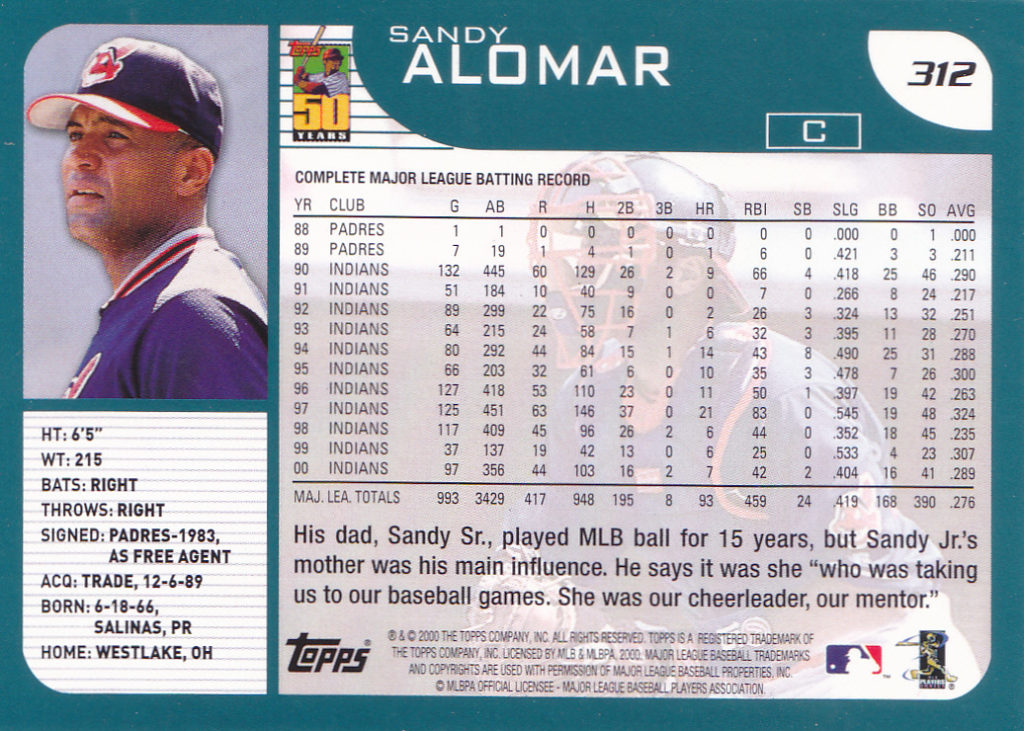 SANDY
ALOMAR
312
C
TOPPS
50
YEARS
COMPLETE MAJOR LEAGUE BATTING RECORD
YR CLUB G AB R H 2B 3B HR RBI SB SLG BB SO AVG
88 PADRES 1 1 0 0 0 0 0 0 0 .000 0 1 .000
89 PADRES 7 19 1 4 1 0 1 6 0 .421 3 3 .211
90 INDIANS 132 445 60 129 26 2 9 66 4 .418 25 46 .290
91 INDIANS 51 184 10 40 9 0 0 7 0 .266 8 24 .217
92 INDIANS 89 299 22 75 16 0 2 26 3 .324 13 32 .251
93 INDIANS 64 215 24 58 7 1 6 32 3 .395 11 28 .270
94 INDIANS 80 292 44 84 15 1 14 43 8 .490 25 31 .288
95 INDIANS 66 203 32 61 6 0 10 35 3 .478 7 26 .300
96 INDIANS 127 418 53 110 23 0 11 50 1 .397 19 42 .263
97 INDIANS 125 451 63 146 37 0 21 83 0 .545 19 48 .324
98 INDIANS 117 409 45 96 26 2 6 44 0 .352 18 45 .235
99 INDIANS 37 137 19 42 13 0 6 25 0 .533 4 23 .307
00 INDIANS 97 356 44 103 16 2 7 42 2 .404 16 41 .289
MAJ. LEA. TOTALS 993 3429 417 948 195 8 93 459 24 .419 168 390 .276
HT: 6'5"
WT: 215
BATS: RIGHT
THROWS: RIGHT
SIGNED: PADRES-1983,
AS FREE AGENT
ACQ: TRADE, 12-6-89
BORN: 6-18-66,
SALINAS, PR
HOME: WESTLAKE, OH
His dad, Sandy Sr., played MLB ball for 15 years, but Sandy Jr.'s
mother was his main influence. He says it was she "who was taking
us to our baseball games. She was our cheerleader, our mentor."
TOPPS®
® & © 2000 THE TOPPS COMPANY, INC. ALL RIGHTS RESERVED. TOPPS IS A REGISTERED TRADEMARK OF
THE TOPPS COMPANY, INC. LICENSED BY MLB & MLBPA, 2000. MAJOR LEAGUE BASEBALL TRADEMARKS
AND COPYRIGHTS ARE USED WITH PERMISSION OF MAJOR LEAGUE BASEBALL PROPERTIES, INC.
© MLBPA OFFICIAL LICENSEE - MAJOR LEAGUE BASEBALL PLAYERS ASSOCIATION.